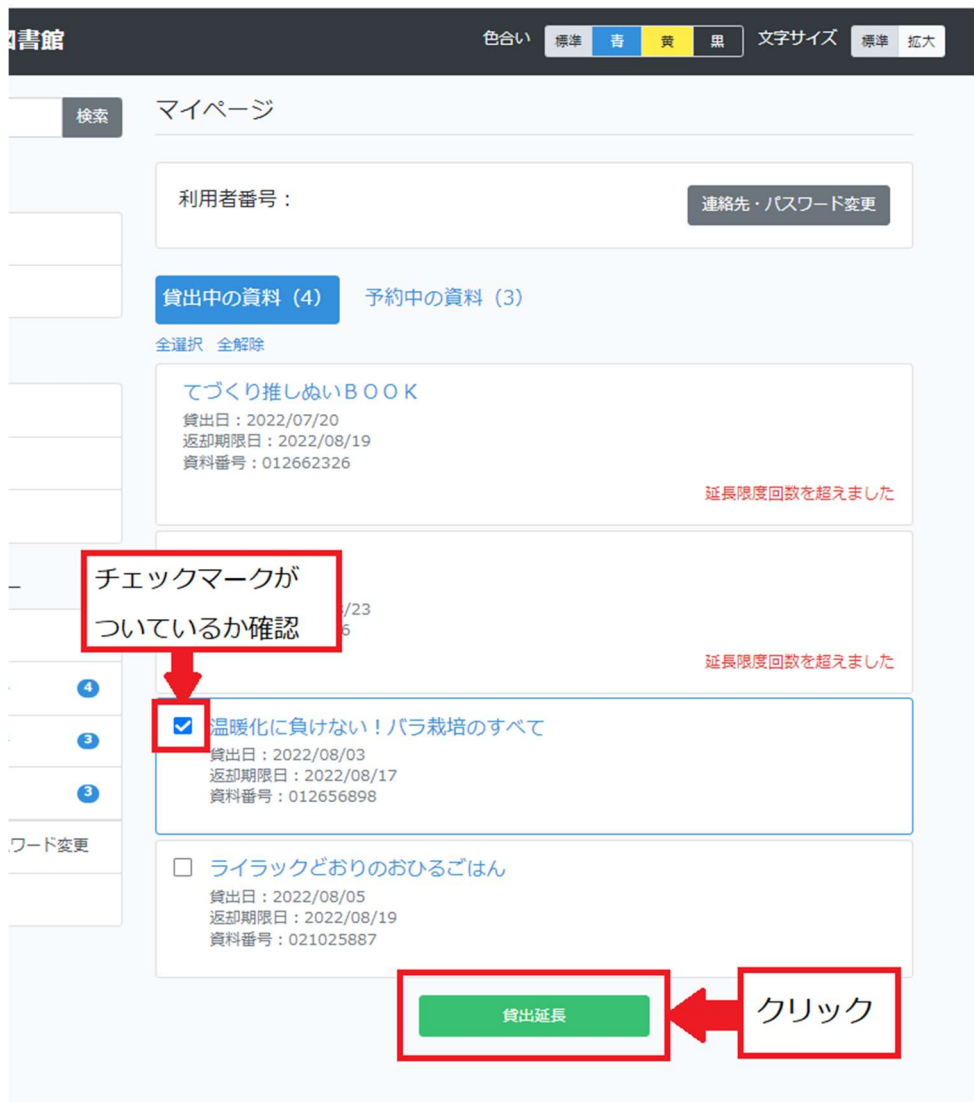 図書館
色合い 標準 青 黄 黒 文字サイズ 標準 拡大
検索
マイページ
利用者番号：
連絡先・パスワード変更
貸出中の資料（4） 予約中の資料（3）
全選択 全解除
てづくり推しぬいＢＯＯＫ
貸出日：2022/07/20
返却期限日：2022/08/19
資料番号：012662326
延長限度回数を超えました
チェックマークが
ついているか確認
/23
6
延長限度回数を超えました
4
3
3
ワード変更
温暖化に負けない！バラ栽培のすべて
貸出日：2022/08/03
返却期限日：2022/08/17
資料番号：012656898
ライラックどおりのおひるごはん
貸出日：2022/08/05
返却期限日：2022/08/19
資料番号：021025887
貸出延長
クリック